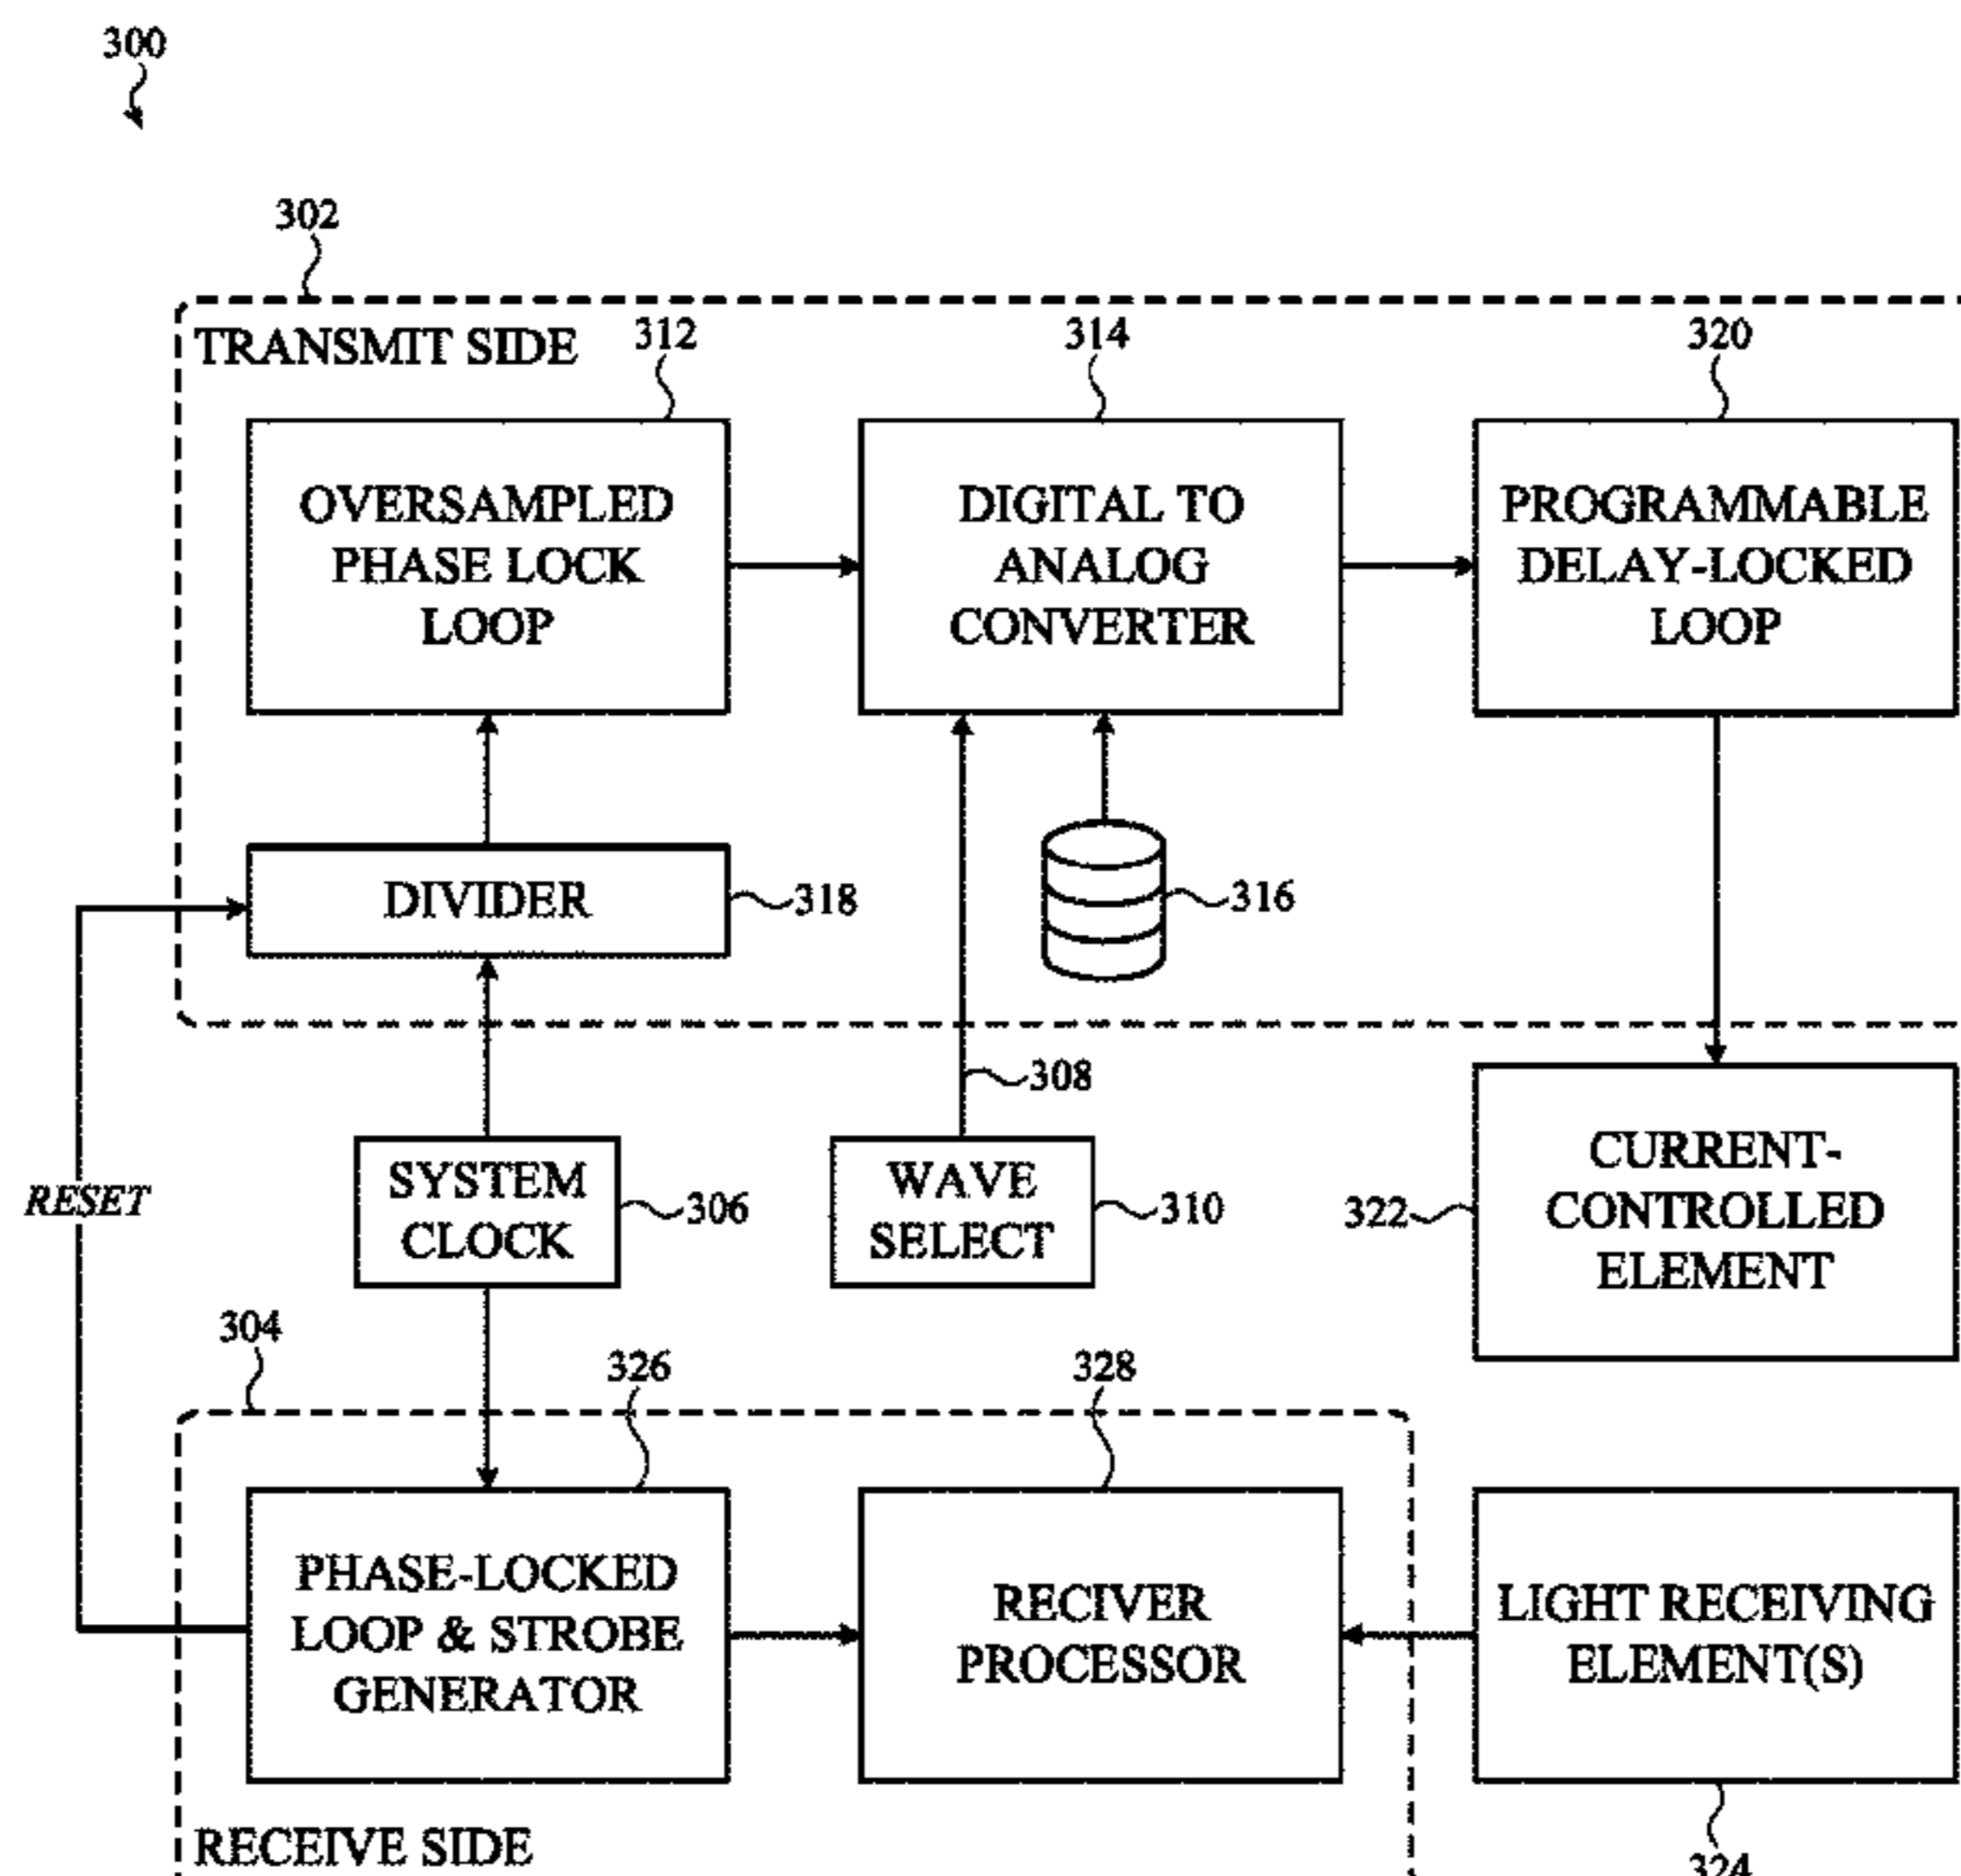 300
302
TRANSMIT SIDE
312
314
320
OVERSAMPLED
PHASE LOCK
LOOP
DIGITAL TO
ANALOG
CONVERTER
PROGRAMMABLE
DELAY-LOCKED
LOOP
DIVIDER
318
316
308
RESET
SYSTEM
CLOCK
306
WAVE
SELECT
310
322
CURRENT-
CONTROLLED
ELEMENT
304
326
328
PHASE-LOCKED
LOOP & STROBE
GENERATOR
RECIVER
PROCESSOR
LIGHT RECEIVING
ELEMENT(S)
RECEIVE SIDE
324